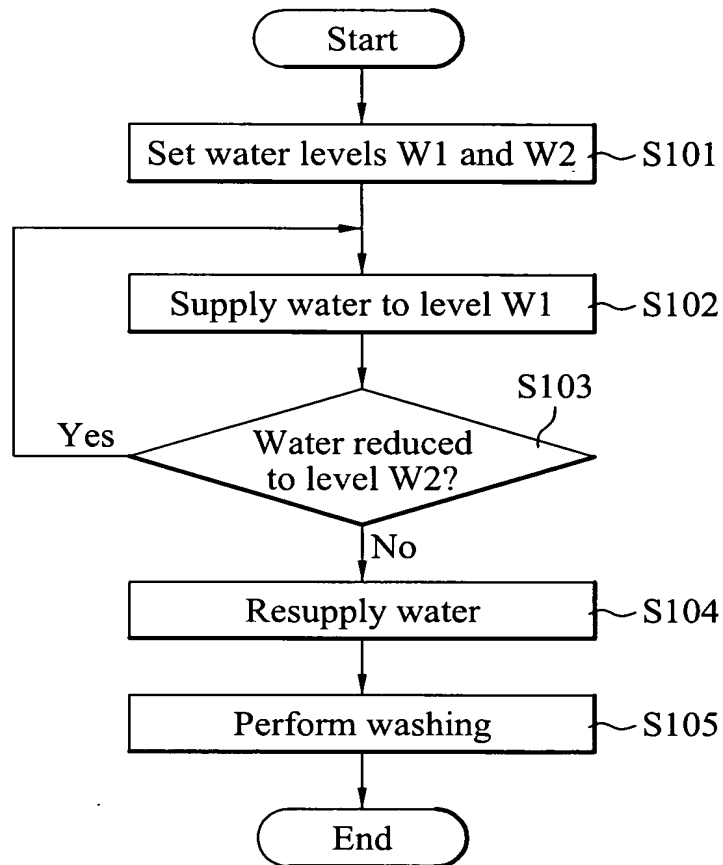 Start
Set water levels W1 and W2
S101
Supply water to level W1
S102
S103
Yes
Water reduced
to level W2?
No
Resupply water
S104
Perform washing
S105
End